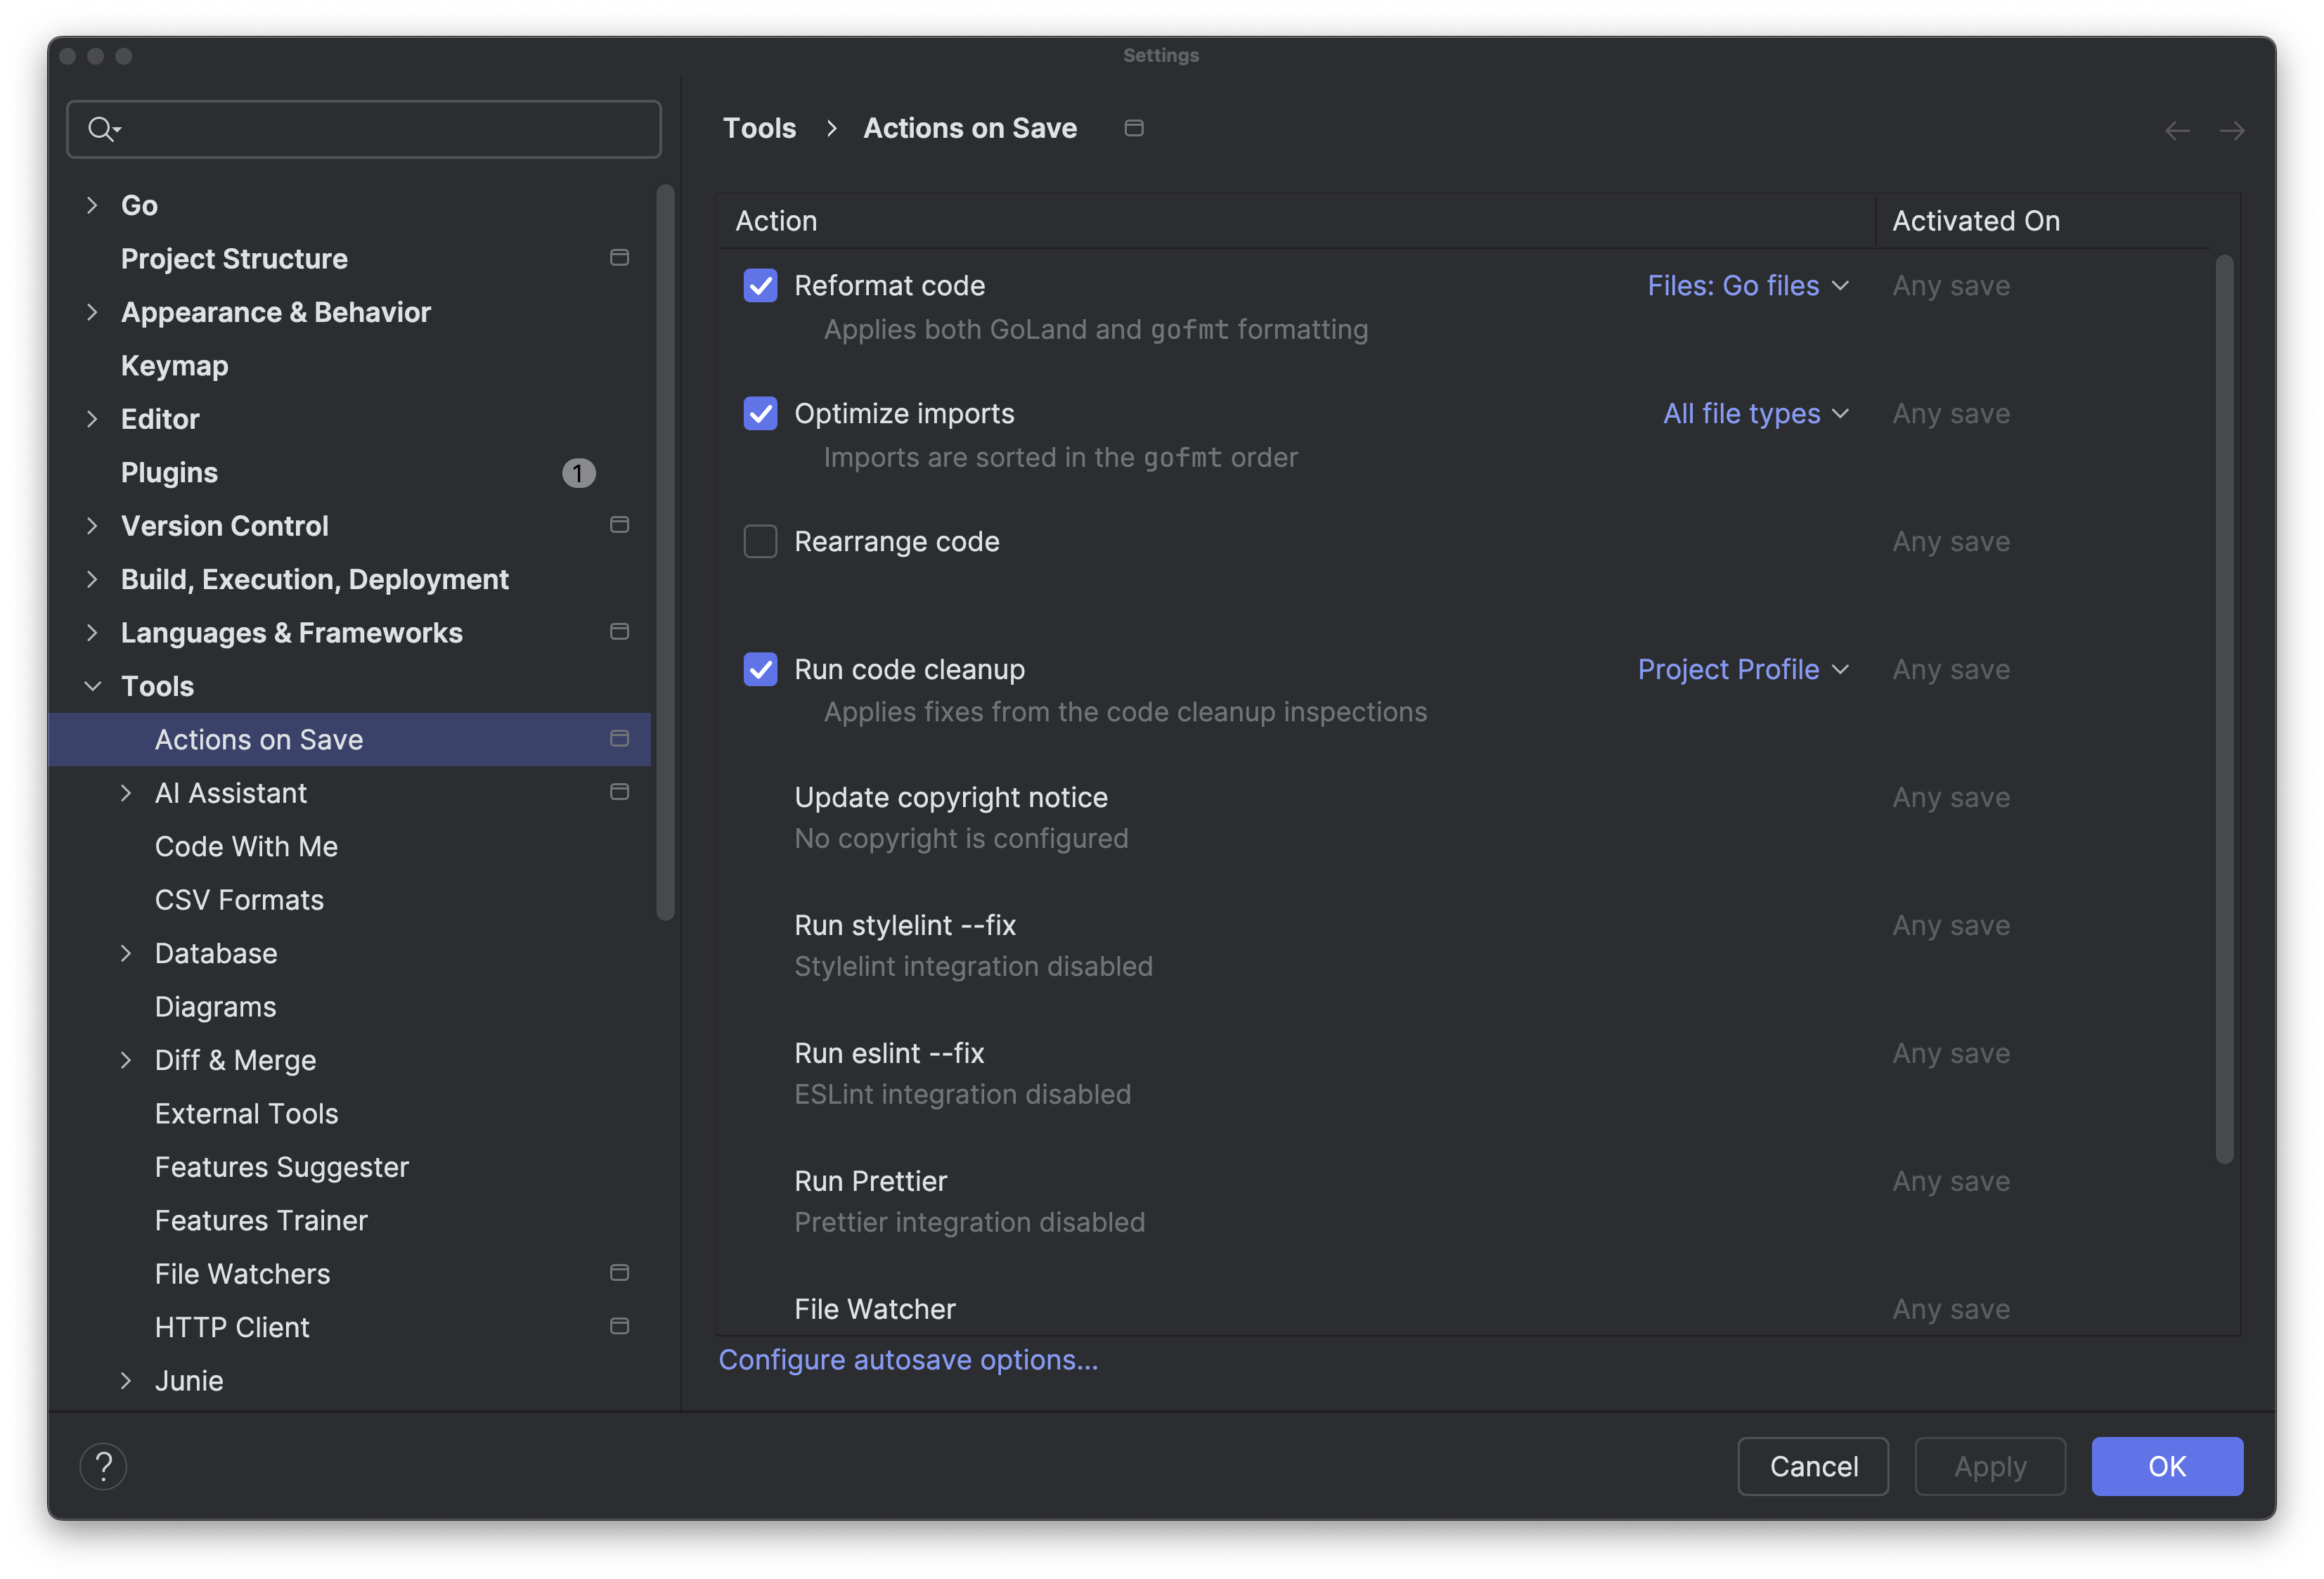 Settings
Go
Project Structure
Appearance & Behavior
Keymap
Editor
Plugins 1
Version Control
Build, Execution, Deployment
Languages & Frameworks
Tools
Actions on Save
AI Assistant
Code With Me
CSV Formats
Database
Diagrams
Diff & Merge
External Tools
Features Suggester
Features Trainer
File Watchers
HTTP Client
Junie
Tools Actions on Save
Action Activated On
Reformat code Files: Go files Any save
Applies both GoLand and gofmt formatting
Optimize imports All file types Any save
Imports are sorted in the gofmt order
Rearrange code Any save
Run code cleanup Project Profile Any save
Applies fixes from the code cleanup inspections
Update copyright notice Any save
No copyright is configured
Run stylelint --fix Any save
Stylelint integration disabled
Run eslint --fix Any save
ESLint integration disabled
Run Prettier Any save
Prettier integration disabled
File Watcher Any save
Configure autosave options...
? Cancel Apply OK